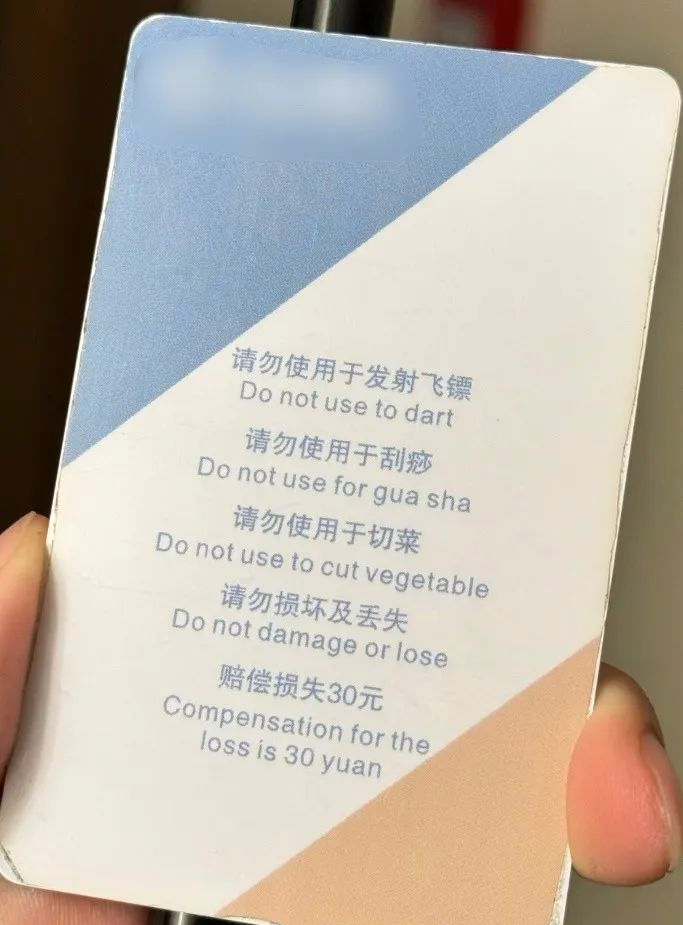 请勿使用于发射飞镖
Do not use to dart
请勿使用于刮痧
Do not use for gua sha
请勿使用于切菜
Do not use to cut vegetable
请勿损坏及丢失
Do not damage or lose
赔偿损失30元
Compensation for the
loss is 30 yuan